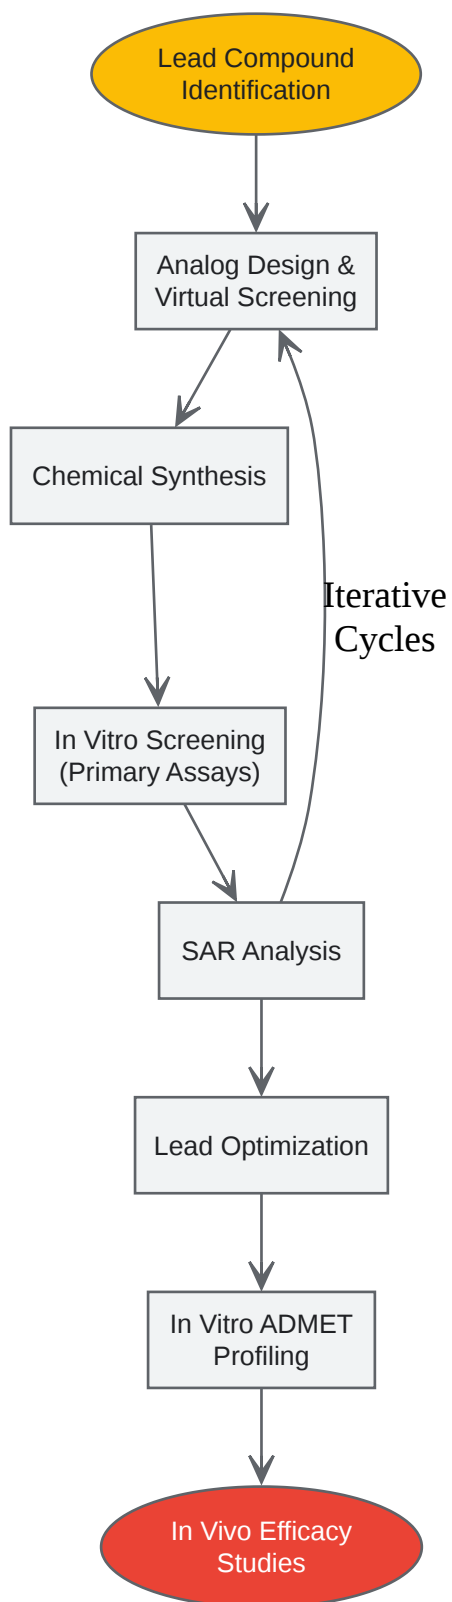 Lead Compound
Identification
Analog Design &
Virtual Screening
Chemical Synthesis
Iterative
Cycles
In Vitro Screening
(Primary Assays)
SAR Analysis
Lead Optimization
In Vitro ADMET
Profiling
In Vivo Efficacy
Studies